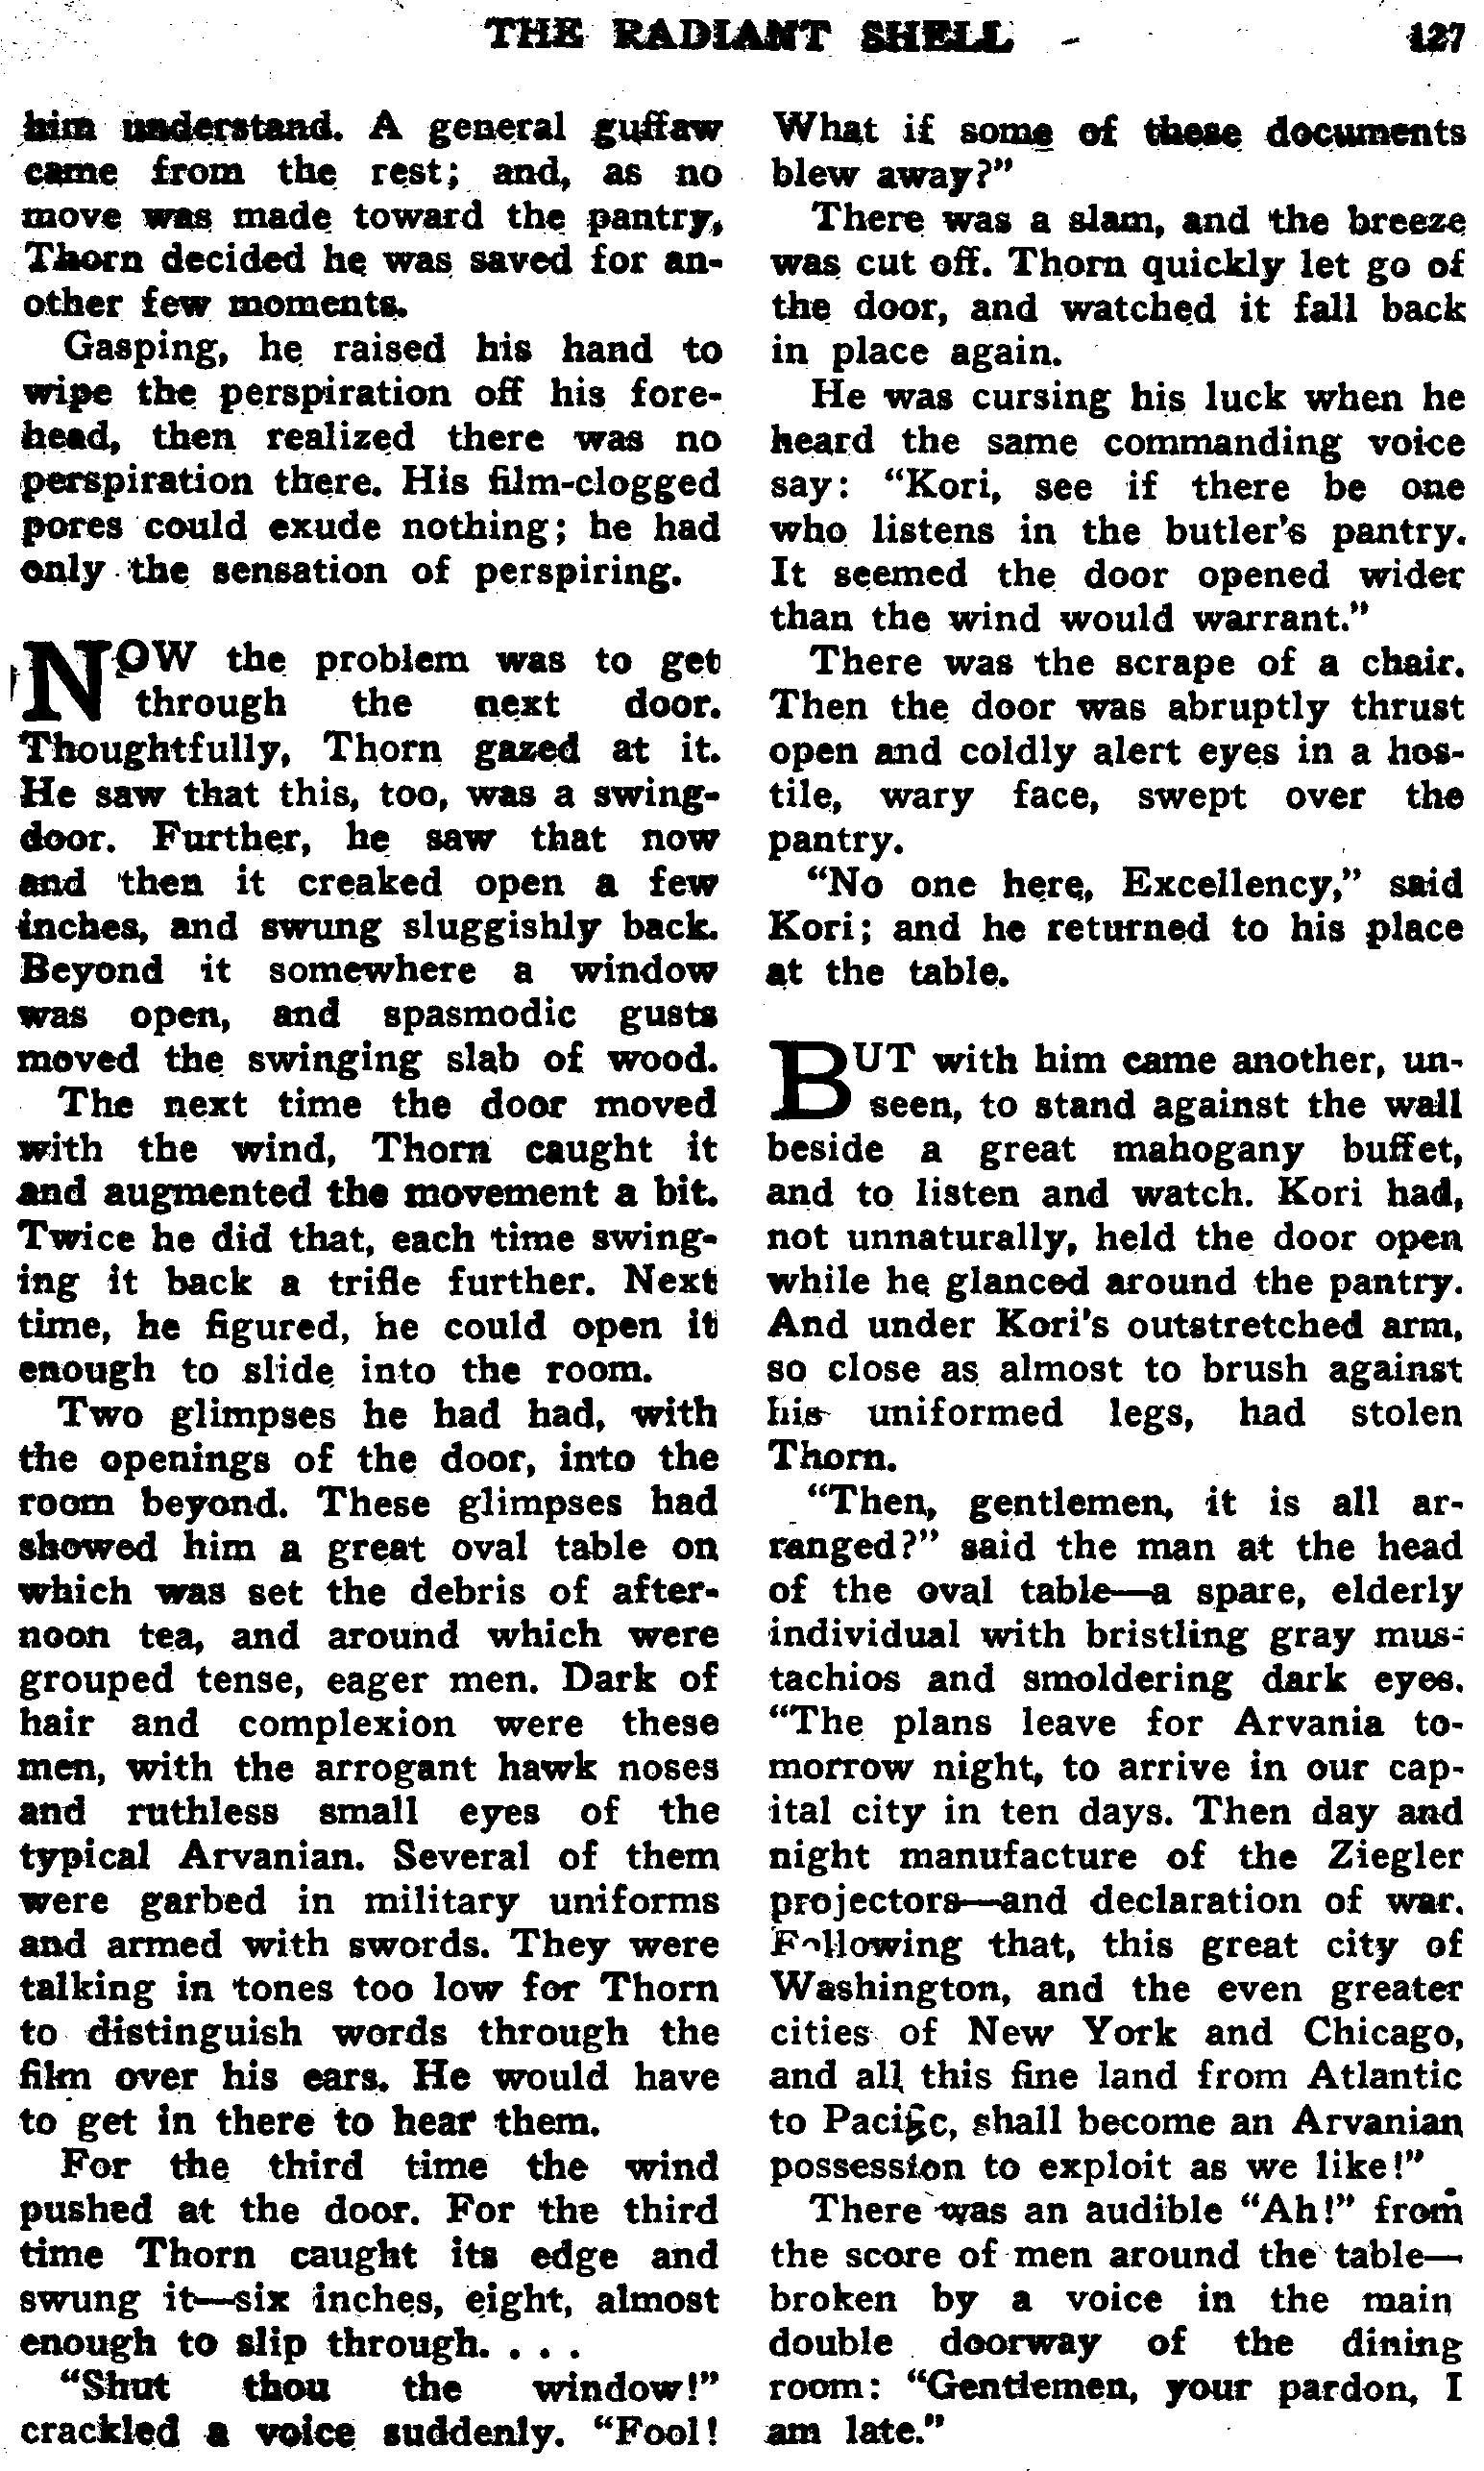 THE RADIANT SHELL 127
him understand. A general guffaw
came from the rest; and, as no
move was made toward the pantry,
Thorn decided he was saved for an-
other few moments.
Gasping, he raised his hand to
wipe the perspiration off his fore-
head, then realized there was no
perspiration there. His film-clogged
pores could exude nothing; he had
only the sensation of perspiring.
NOW the problem was to get
through the next door.
Thoughtfully, Thorn gazed at it.
He saw that this, too, was a swing-
door. Further, he saw that now
and then it creaked open a few
inches, and swung sluggishly back.
Beyond it somewhere a window
was open, and spasmodic gusts
moved the swinging slab of wood.
The next time the door moved
with the wind, Thorn caught it
and augmented the movement a bit.
Twice he did that, each time swing-
ing it back a trifle further. Next
time, he figured, he could open it
enough to slide into the room.
Two glimpses he had had, with
the openings of the door, into the
room beyond. These glimpses had
showed him a great oval table on
which was set the debris of after-
noon tea, and around which were
grouped tense, eager men. Dark of
hair and complexion were these
men, with the arrogant hawk noses
and ruthless small eyes of the
typical Arvanian. Several of them
were garbed in military uniforms
and armed with swords. They were
talking in tones too low for Thorn
to distinguish words through the
film over his ears. He would have
to get in there to hear them.
For the third time the wind
pushed at the door. For the third
time Thorn caught its edge and
swung it—six inches, eight, almost
enough to slip through. . . .
"Shut thou the window!"
crackled a voice suddenly. "Fool!
What if some of these documents
blew away?"
There was a slam, and the breeze
was cut off. Thorn quickly let go of
the door, and watched it fall back
in place again.
He was cursing his luck when he
heard the same commanding voice
say: "Kori, see if there be one
who listens in the butler's pantry.
It seemed the door opened wider
than the wind would warrant."
There was the scrape of a chair.
Then the door was abruptly thrust
open and coldly alert eyes in a hos-
tile, wary face, swept over the
pantry.
"No one here, Excellency," said
Kori; and he returned to his place
at the table.
BUT with him came another, un-
seen, to stand against the wall
beside a great mahogany buffet,
and to listen and watch. Kori had,
not unnaturally, held the door open
while he glanced around the pantry.
And under Kori's outstretched arm,
so close as almost to brush against
his uniformed legs, had stolen
Thorn.
"Then, gentlemen, it is all ar-
ranged?" said the man at the head
of the oval table—a spare, elderly
individual with bristling gray mus-
tachios and smoldering dark eyes.
"The plans leave for Arvania to-
morrow night, to arrive in our cap-
ital city in ten days. Then day and
night manufacture of the Ziegler
projectors—and declaration of war.
Following that, this great city of
Washington, and the even greater
cities of New York and Chicago,
and all this fine land from Atlantic
to Pacific, shall become an Arvanian
possession to exploit as we like!"
There was an audible "Ah!" from
the score of men around the table—
broken by a voice in the main
double doorway of the dining
room: "Gentlemen, your pardon, I
am late."